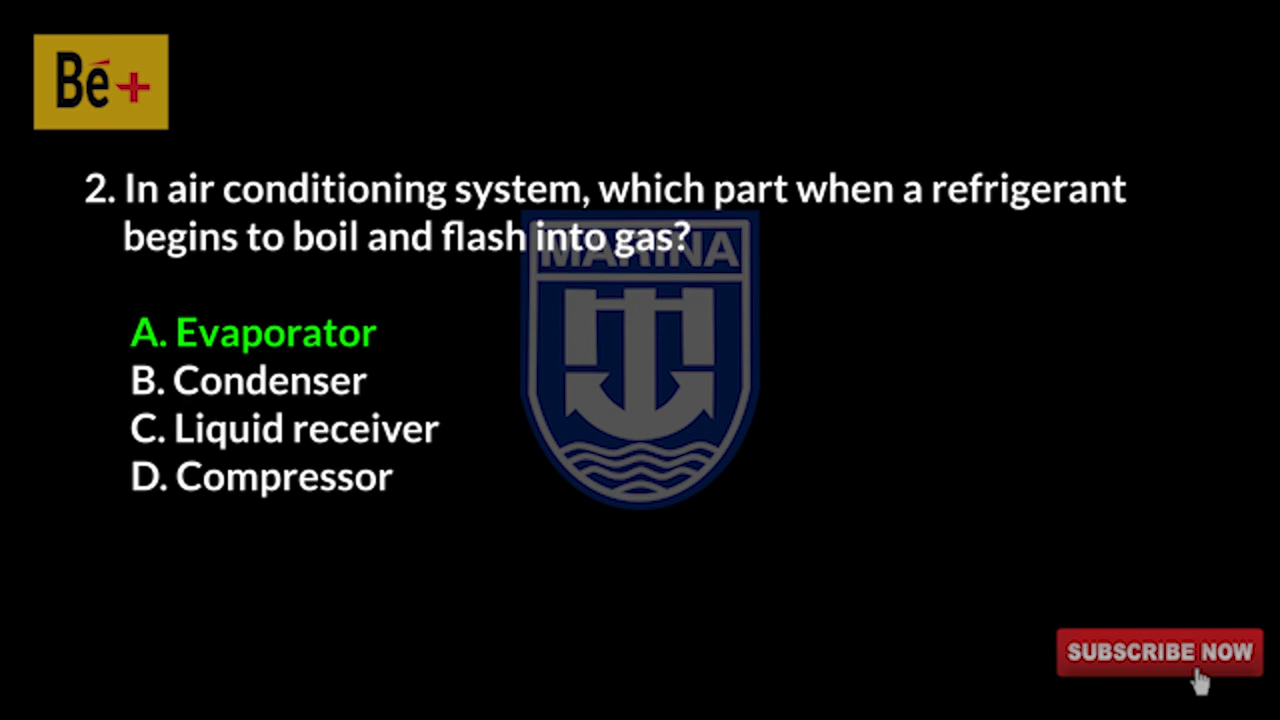 Bé+
2. In air conditioning system, which part when a refrigerant
begins to boil and flash into gas?
MARINA
A. Evaporator
B. Condenser
C. Liquid receiver
D. Compressor
SUBSCRIBE NOW